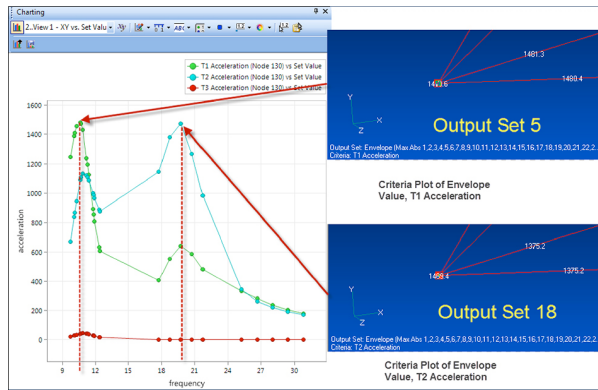 Charting
2..View 1 - XY vs. Set Valu
T1 Acceleration (Node 130) vs Set Value
T2 Acceleration (Node 130) vs Set Value
T3 Acceleration (Node 130) vs Set Value
1600
1400
1200
1000
800
600
400
200
0
acceleration
9
12
15
18
21
24
27
30
frequency
1481.3
1480.4
Y
X
Z
Output Set 5
Output Set: Envelope (Max Abs 1,2,3,4,5,6,7,8,9,10,11,12,13,14,15,16,17,18,19,20,21,22,2.
Criteria: T1 Acceleration
Criteria Plot of Envelope
Value, T1 Acceleration
1375.2
1375.2
Y
X
Z
Output Set 18
Output Set: Envelope (Max Abs 1,2,3,4,5,6,7,8,9,10,11,12,13,14,15,16,17,18,19,20,21,22,2.
Criteria: T2 Acceleration
Criteria Plot of Envelope
Value, T2 Acceleration